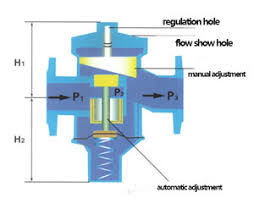 regulation hole
flow show hole
H₁
manual adjustment
P₁
P₂
P₃
H₂
automatic adjustment